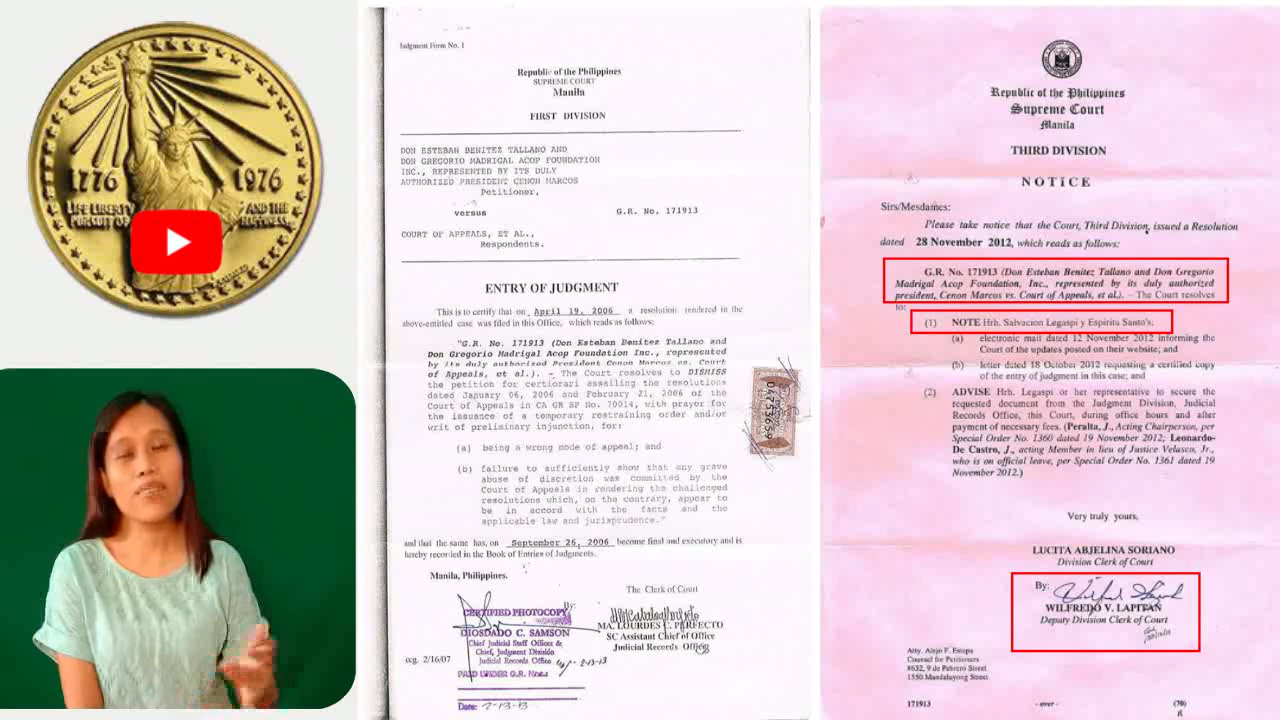 1776 1976
LIFE LIBERTY AND THE
PURSUIT OF HAPPINESS
Judgment Form No. 1
Republic of the Philippines
SUPREME COURT
Manila
FIRST DIVISION
DON ESTEBAN BENITEZ TALLANO AND
DON GREGORIO MADRIGAL ACOP FOUNDATION
INC., REPRESENTED BY ITS DULY
AUTHORIZED PRESIDENT CENON MARCOS
Petitioner,
versus G.R. No. 171913
COURT OF APPEALS, ET AL.,
Respondents.
ENTRY OF JUDGMENT
This is to certify that on April 19, 2006 a resolution rendered in the
above-entitled case was filed in this Office, which reads as follows:
"G.R. No. 171913 (Don Esteban Benitez Tallano and
Don Gregorio Madrigal Acop Foundation Inc., represented
by its duly authorized President Cenon Marcos vs. Court
of Appeals, et al.). – The Court resolves to DISMISS
the petition for certiorari assailing the resolutions
dated January 06, 2006 and February 21, 2006 of the
Court of Appeals in CA GR SP No. 70014, with prayer for
the issuance of a temporary restraining order and/or
writ of preliminary injunction, for:
(a) being a wrong mode of appeal; and
(b) failure to sufficiently show that any grave
abuse of discretion was committed by the
Court of Appeals in rendering the challenged
resolutions which, on the contrary, appear to
be in accord with the facts and the
applicable law and jurisprudence."
and that the same has, on September 26, 2006 become final and executory and is
hereby recorded in the Book of Entries of Judgments.
Manila, Philippines.
The Clerk of Court
By:
CERTIFIED PHOTOCOPY
MA. LOURDES C. PERFECTO
DIOSDADO C. SAMSON
SC Assistant Chief of Office
Chief Judicial Staff Officer &
Judicial Records Office
Chief, Judgment Division
Judicial Records Office 2-13-13
ocg. 2/16/07
PAID UNDER O.R. Nos.:
Date: 2-13-13
Republic of the Philippines
Supreme Court
Manila
THIRD DIVISION
NOTICE
Sirs/Mesdames:
Please take notice that the Court, Third Division, issued a Resolution
dated 28 November 2012, which reads as follows:
G.R. No. 171913 (Don Esteban Benitez Tallano and Don Gregorio
Madrigal Acop Foundation, Inc., represented by its duly authorized
president, Cenon Marcos vs. Court of Appeals, et al.). – The Court resolves
to:
(1) NOTE Hrh. Salvacion Legaspi y Espiritu Santo's:
(a) electronic mail dated 12 November 2012 informing the
Court of the updates posted on their website; and
(b) letter dated 18 October 2012 requesting a certified copy
of the entry of judgment in this case; and
(2) ADVISE Hrh. Legaspi or her representative to secure the
requested document from the Judgment Division, Judicial
Records Office, this Court, during office hours and after
payment of necessary fees. (Peralta, J., Acting Chairperson, per
Special Order No. 1360 dated 19 November 2012; Leonardo-
De Castro, J., acting Member in lieu of Justice Velasco, Jr.,
who is on official leave, per Special Order No. 1361 dated 19
November 2012.)
Very truly yours,
LUCITA ABJELINA SORIANO
Division Clerk of Court
By:
WILFREDO V. LAPITAN
Deputy Division Clerk of Court
Atty. Alejo F. Estopa
Counsel for Petitioners
#632, 9 de Febrero Street
1550 Mandaluyong Street
171913 - over - (70)